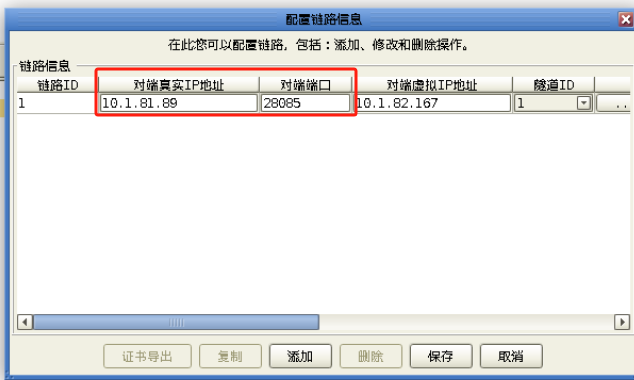 配置链路信息
在此您可以配置链路，包括：添加、修改和删除操作。
链路信息
链路ID 对端真实IP地址 对端端口 对端虚拟IP地址 隧道ID
1 10.1.81.89 28085 10.1.82.167 1 ..
证书导出 复制 添加 删除 保存 取消